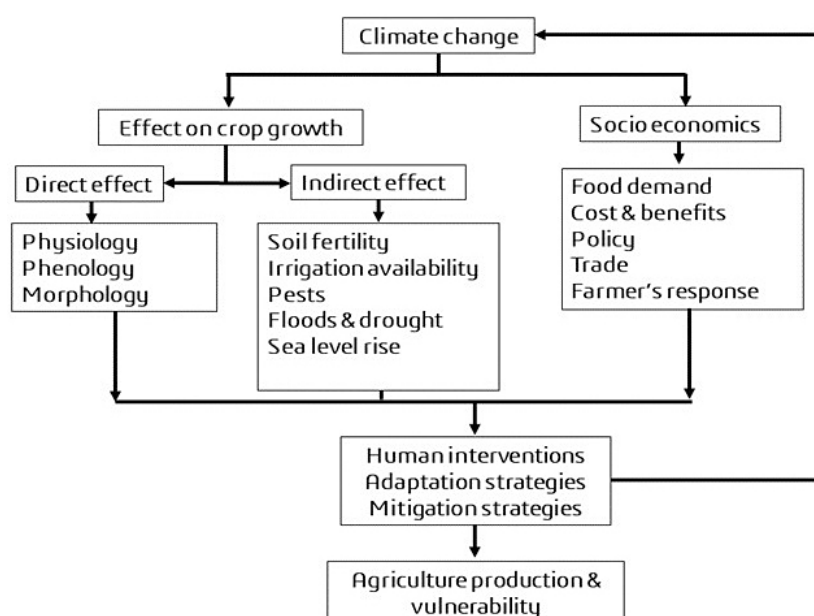 Climate change
Effect on crop growth
Socio economics
Direct effect
Indirect effect
Physiology
Phenology
Morphology
Soil fertility
Irrigation availability
Pests
Floods & drought
Sea level rise
Food demand
Cost & benefits
Policy
Trade
Farmer's response
Human interventions
Adaptation strategies
Mitigation strategies
Agriculture production &
vulnerability